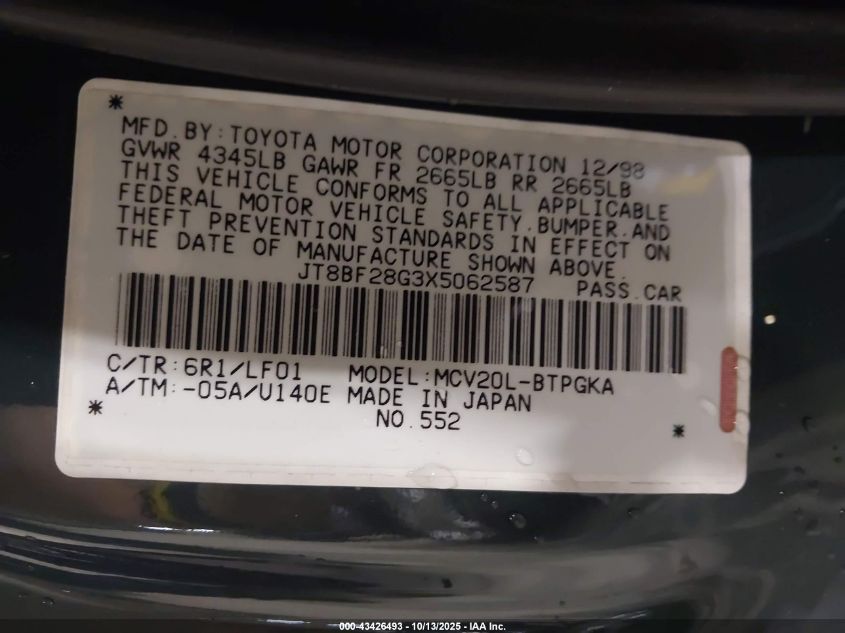 MFD.BY:TOYOTA MOTOR CORPORATION 12/98
GVWR 4345LB GAWR FR 2665LB RR 2665LB
THIS VEHICLE CONFORMS TO ALL APPLICABLE
FEDERAL MOTOR VEHICLE SAFETY,BUMPER,AND
THEFT PREVENTION STANDARDS IN EFFECT ON
THE DATE OF MANUFACTURE SHOWN ABOVE.
JT8BF28G3X5062587 PASS.CAR
C/TR:6R1/LF01 MODEL:MCV20L-BTPGKA
A/TM:-05A/U140E MADE IN JAPAN
NO.552
000-43426493 - 10/13/2025 - IAA Inc.